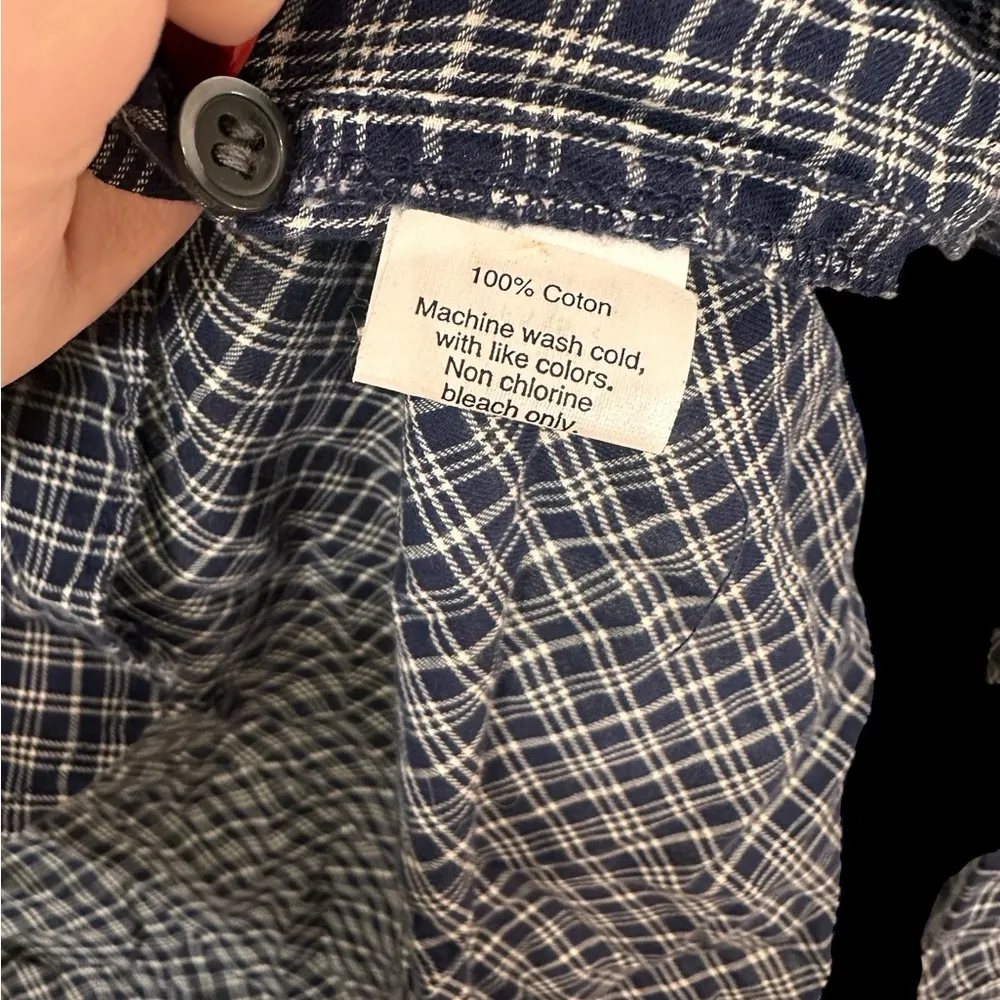 100% Coton
Machine wash cold,
with like colors.
Non chlorine
bleach only.